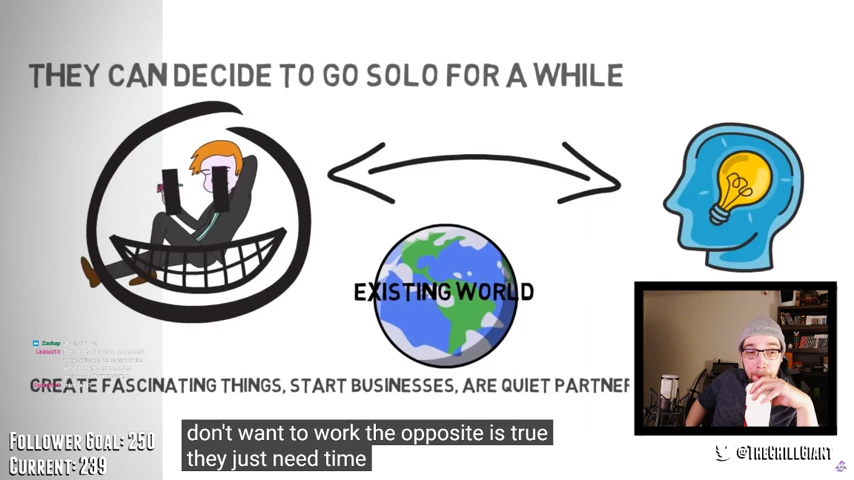 THEY CAN DECIDE TO GO SOLO FOR A WHILE
EXISTING WORLD
Zackap
CREATE FASCINATING THINGS, START BUSINESSES, ARE QUIET PARTNER
don't want to work the opposite is true
they just need time
FOLLOWER GOAL: 250
CURRENT: 239
@THECHILLGIANT